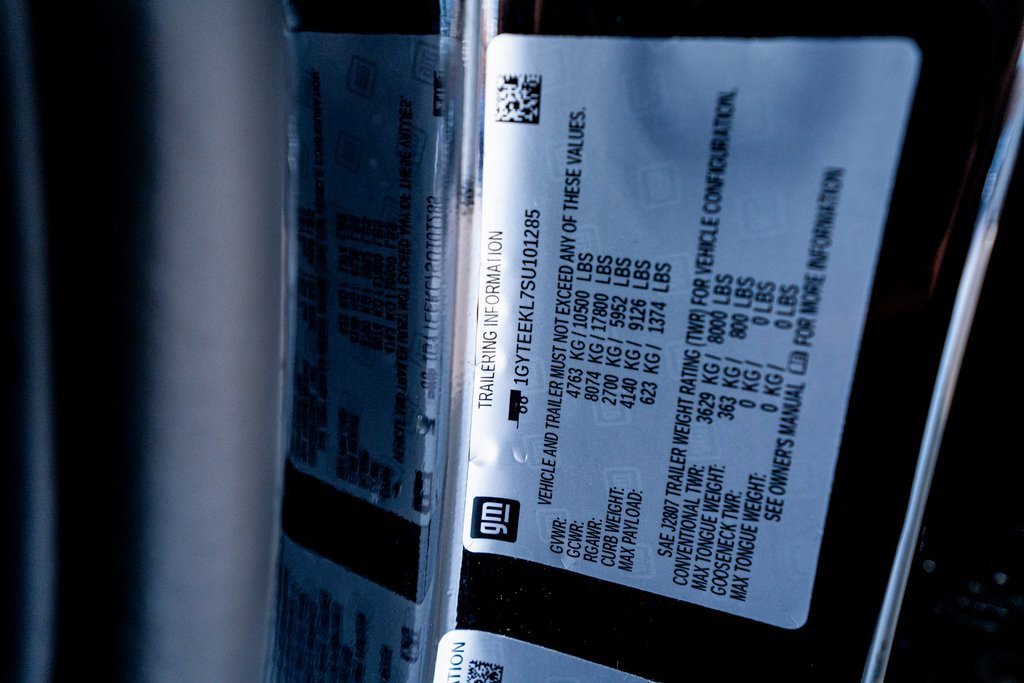 gm
TRAILERING INFORMATION
1GYTEEKL7SU101285
VEHICLE AND TRAILER MUST NOT EXCEED ANY OF THESE VALUES.
GVWR: 4763 KG / 10500 LBS
GCWR: 8074 KG / 17800 LBS
RGAWR: 2700 KG / 5952 LBS
CURB WEIGHT: 4140 KG / 9126 LBS
MAX PAYLOAD: 623 KG / 1374 LBS
SAE J2807 TRAILER WEIGHT RATING (TWR) FOR VEHICLE CONFIGURATION.
CONVENTIONAL TWR: 3629 KG / 8000 LBS
MAX TONGUE WEIGHT: 363 KG / 800 LBS
GOOSENECK TWR: 0 KG / 0 LBS
MAX TONGUE WEIGHT: 0 KG / 0 LBS
SEE OWNER'S MANUAL FOR MORE INFORMATION